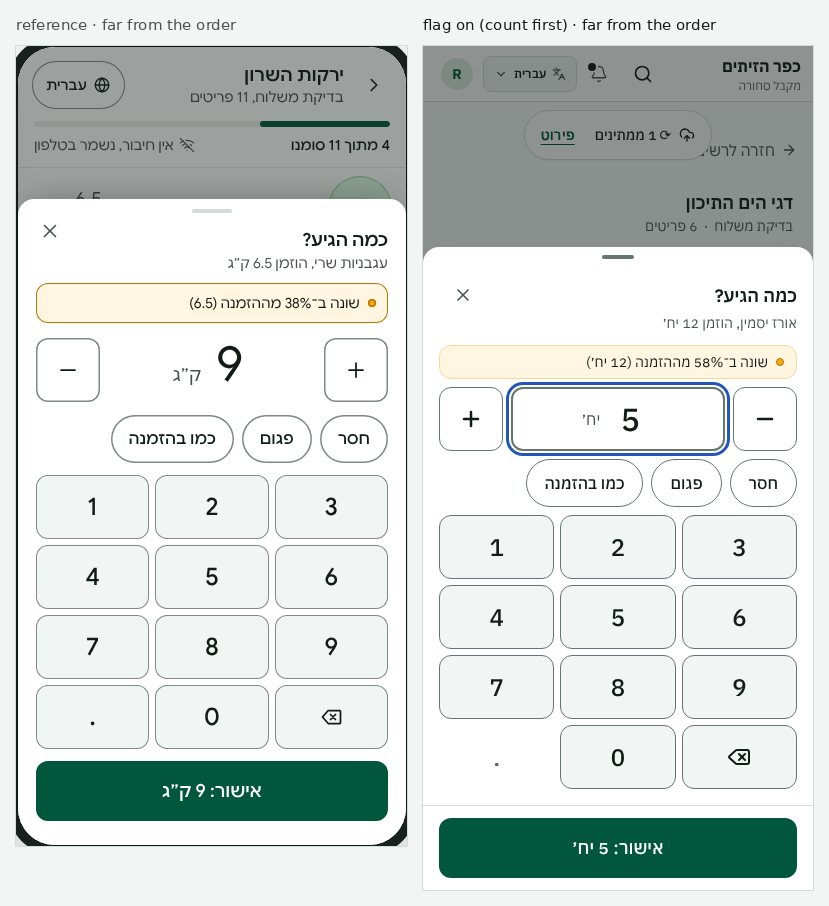 reference · far from the order
עברית
ירקות השרון
בדיקת משלוח, 11 פריטים
4 מתוך 11 סומנו
אין חיבור, נשמר בטלפון
6.5
כמה הגיע?
עגבניות שרי, הוזמן 6.5 ק״ג
שונה ב־38% מההזמנה (6.5)
+
9 ק״ג
−
חסר
פגום
כמו בהזמנה
1 2 3
4 5 6
7 8 9
. 0
אישור: 9 ק״ג
flag on (count first) · far from the order
כפר הזיתים
מקבל סחורה
עברית
R
1 ממתינים
פירוט
דגי הים התיכון
בדיקת משלוח · 6 פריטים
כמה הגיע?
אורז יסמין, הוזמן 12 יח׳
שונה ב־58% מההזמנה (12 יח׳)
−
5 יח׳
+
חסר
פגום
כמו בהזמנה
1 2 3
4 5 6
7 8 9
. 0
אישור: 5 יח׳